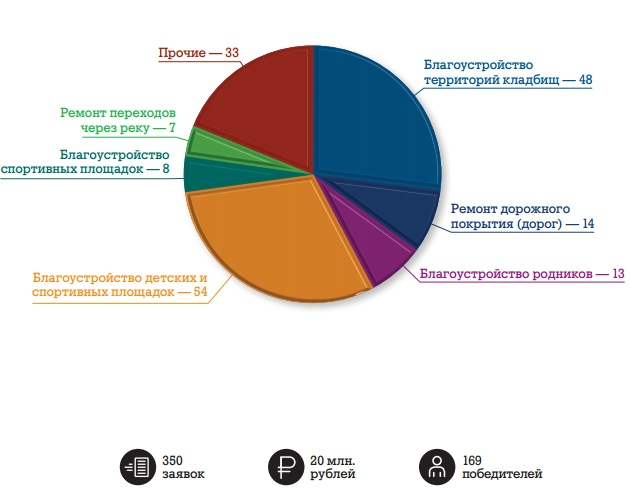 Прочие — 33
Благоустройство
территорий кладбищ — 48
Ремонт переходов
через реку — 7
Благоустройство
спортивных площадок — 8
Ремонт дорожного
покрытия (дорог) — 14
Благоустройство родников — 13
Благоустройство детских и
спортивных площадок — 54
350
заявок
20 млн.
рублей
169
победителей